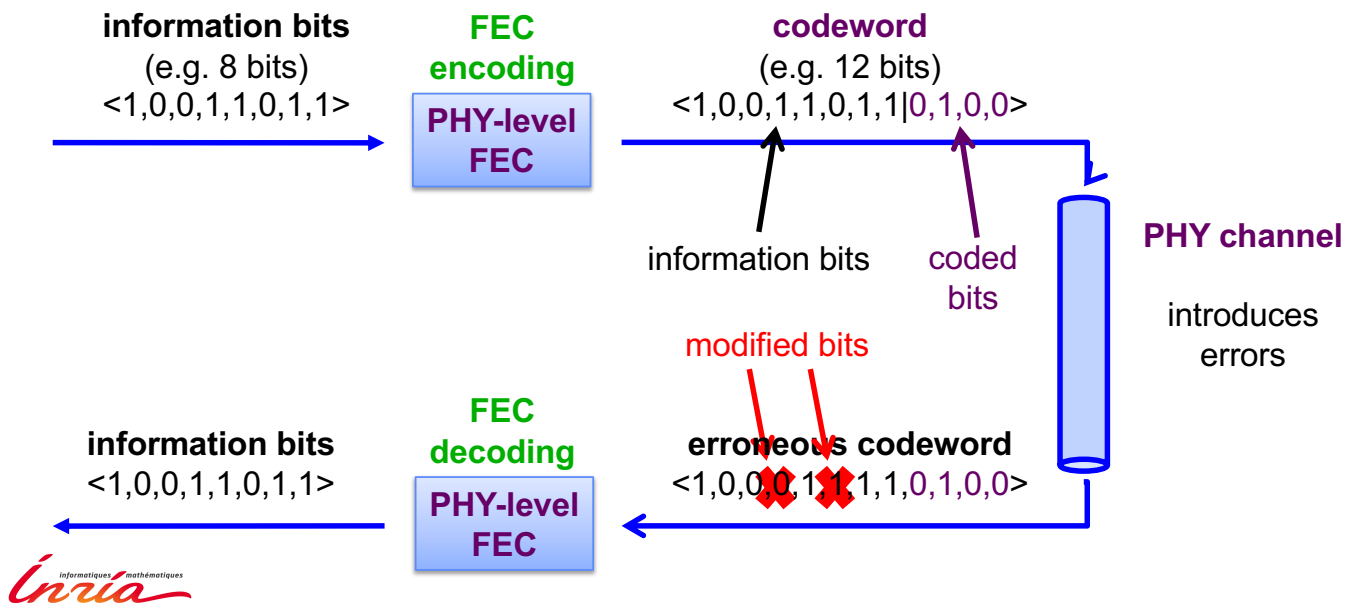 information bits
(e.g. 8 bits)
<1,0,0,1,1,0,1,1>
FEC
encoding
PHY-level
FEC
codeword
(e.g. 12 bits)
<1,0,0,1,1,0,1,1|0,1,0,0>
information bits
coded
bits
PHY channel
introduces
errors
modified bits
erroneous codeword
<1,0,0,0,1,1,1,1,0,1,0,0>
FEC
decoding
PHY-level
FEC
information bits
<1,0,0,1,1,0,1,1>
informatiques mathématiques
Inria